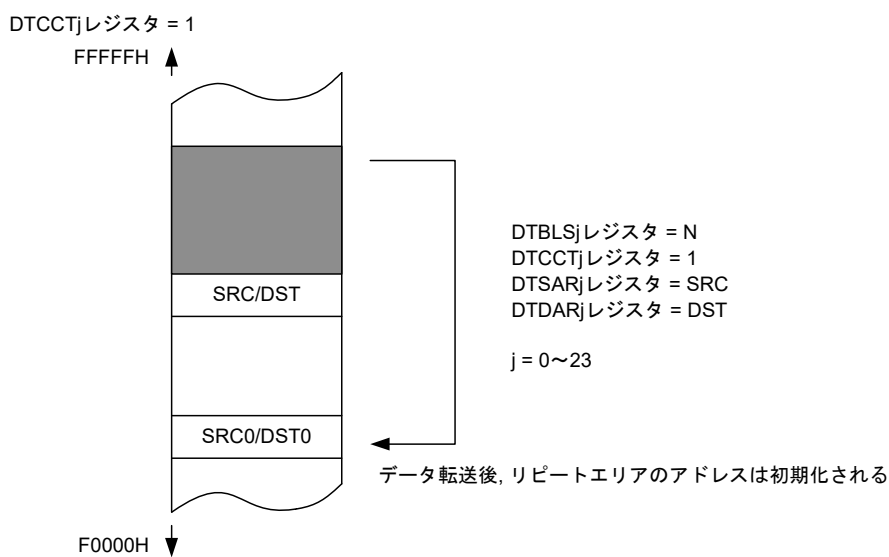 DTCCTjレジスタ = 1
FFFFFH
DTBLSjレジスタ = N
DTCCTjレジスタ = 1
DTSARjレジスタ = SRC
DTDARjレジスタ = DST
j = 0～23
SRC/DST
SRC0/DST0
データ転送後, リピートエリアのアドレスは初期化される
F0000H